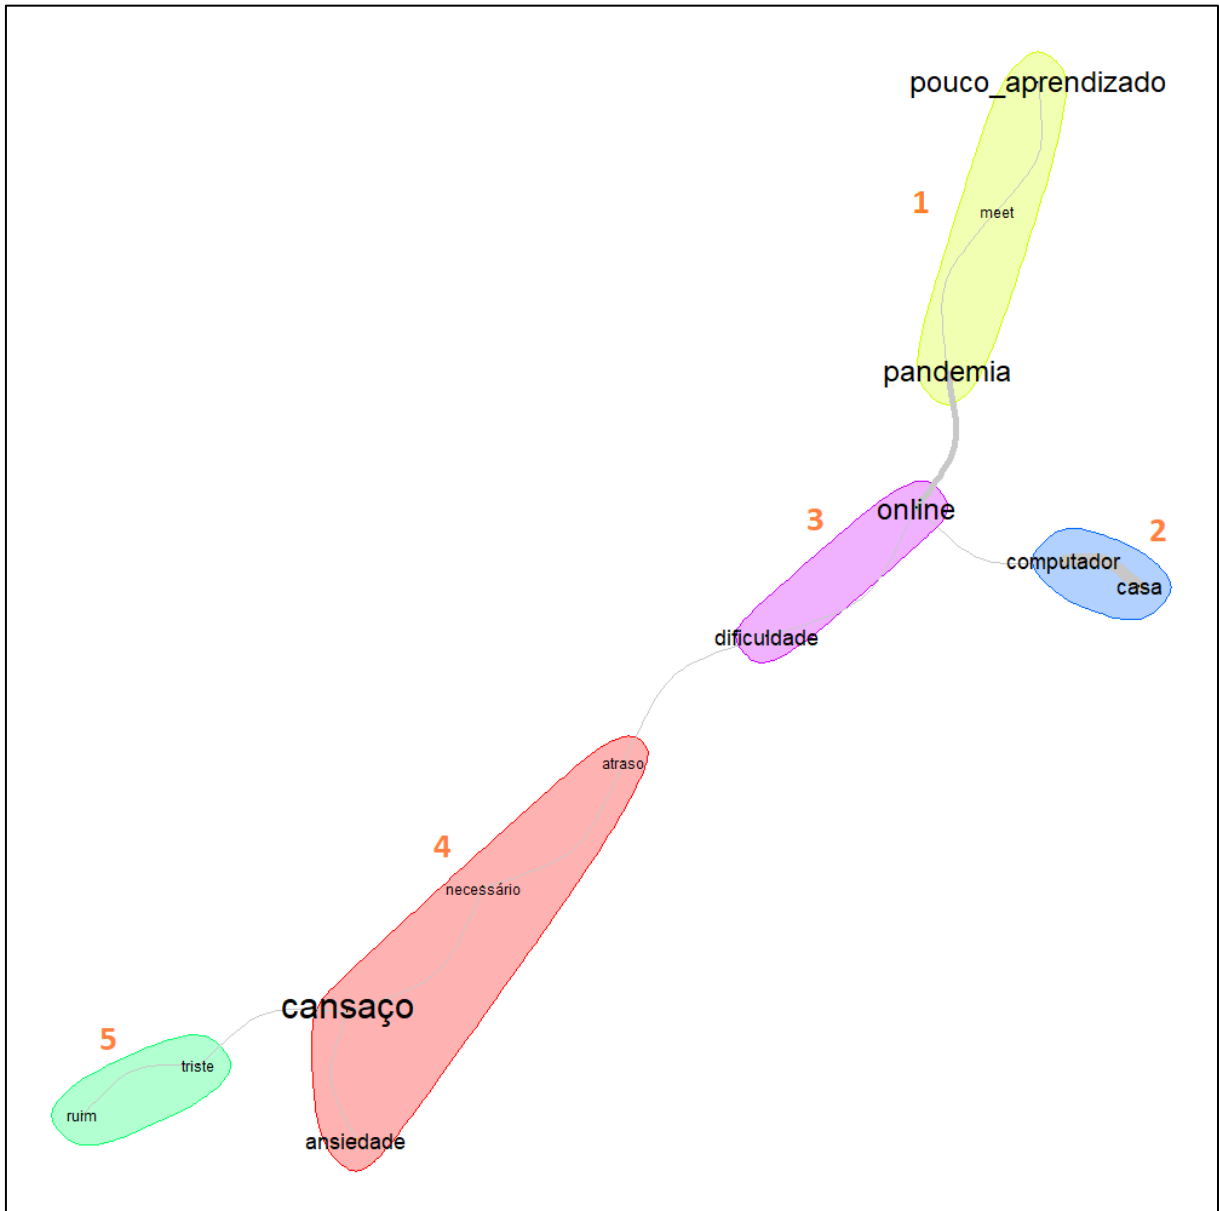 pouco_aprendizado
1
meet
pandemia
online
3
2
computador
casa
dificuldade
atraso
4
necessário
cansaço
5
triste
ruim
ansiedade